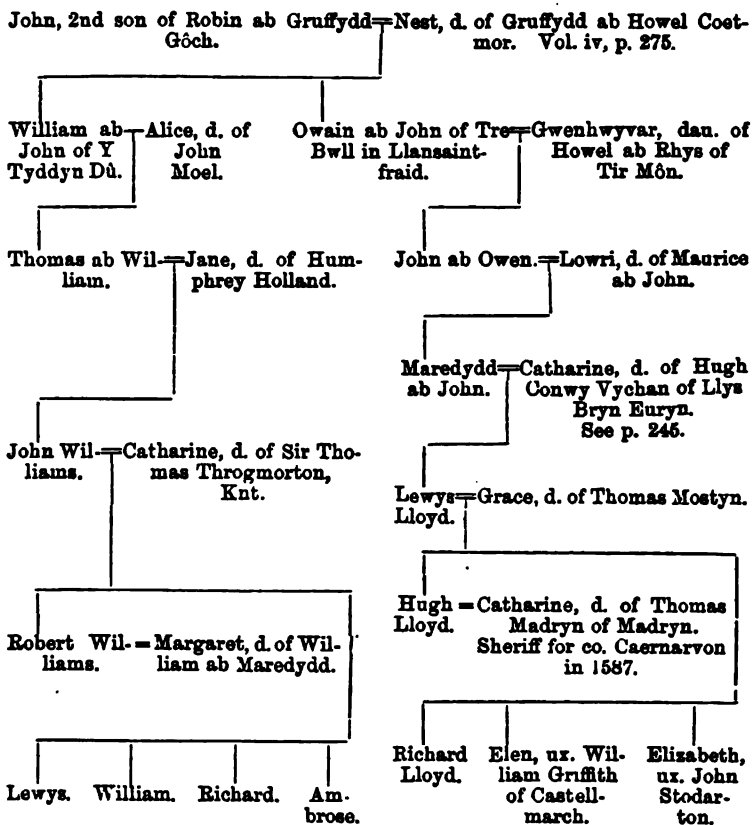 John, 2nd son of Robin ab Gruffydd
Gôch.
Nest, d. of Gruffydd ab Howel Coet-
mor. Vol. iv, p. 275.
William ab
John of Y
Tyddyn Dû.
Alice, d. of
John
Moel.
Owain ab John of Tre
Bwll in Llansaint-
fraid.
Gwenhwyvar, dau. of
Howel ab Rhys of
Tir Môn.
Thomas ab Wil-
liam.
Jane, d. of Hum-
phrey Holland.
John ab Owen.
Lowri, d. of Maurice
ab John.
Maredydd
ab John.
Catharine, d. of Hugh
Conwy Vychan of Llys
Bryn Euryn.
See p. 245.
John Wil-
liams.
Catharine, d. of Sir Tho-
mas Throgmorton,
Knt.
Lewys
Lloyd.
Grace, d. of Thomas Mostyn.
Hugh
Lloyd.
Catharine, d. of Thomas
Madryn of Madryn.
Sheriff for co. Caernarvon
in 1587.
Robert Wil-
liams.
Margaret, d. of Wil-
liam ab Maredydd.
Lewys.
William.
Richard.
Am-
brose.
Richard
Lloyd.
Elen, ux. Wil-
liam Griffith
of Castell-
march.
Elizabeth,
ux. John
Stodar-
ton.